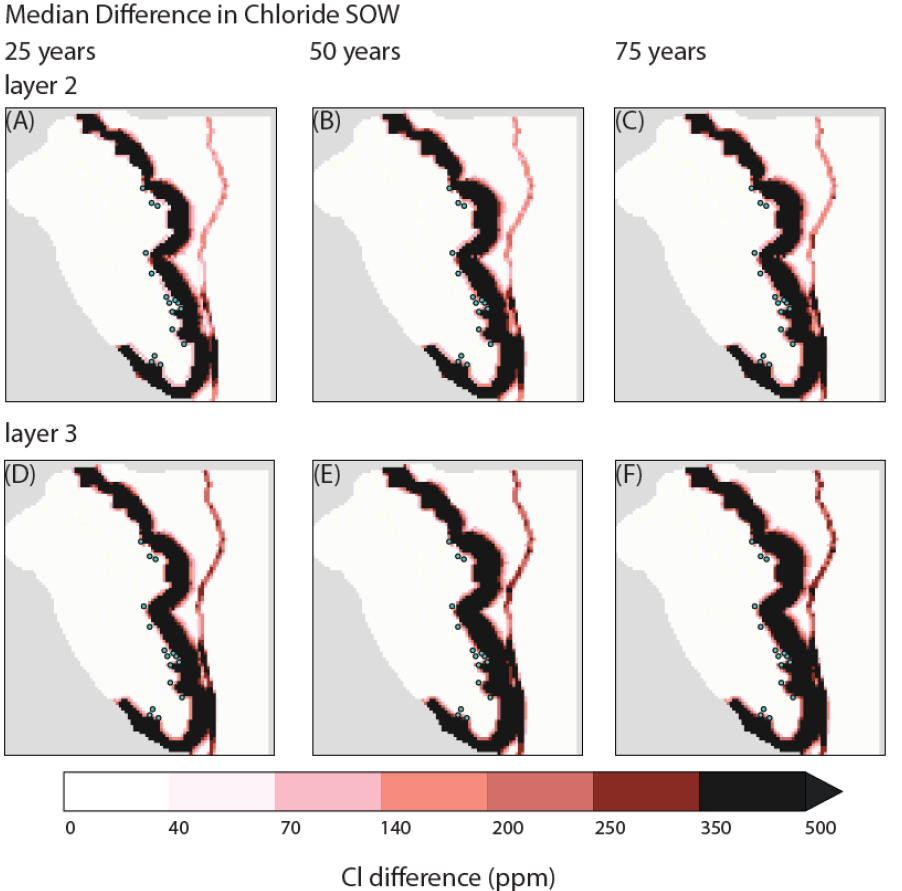 Median Difference in Chloride SOW
25 years 50 years 75 years
layer 2
(A) (B) (C)
layer 3
(D) (E) (F)
0 40 70 140 200 250 350 500
Cl difference (ppm)